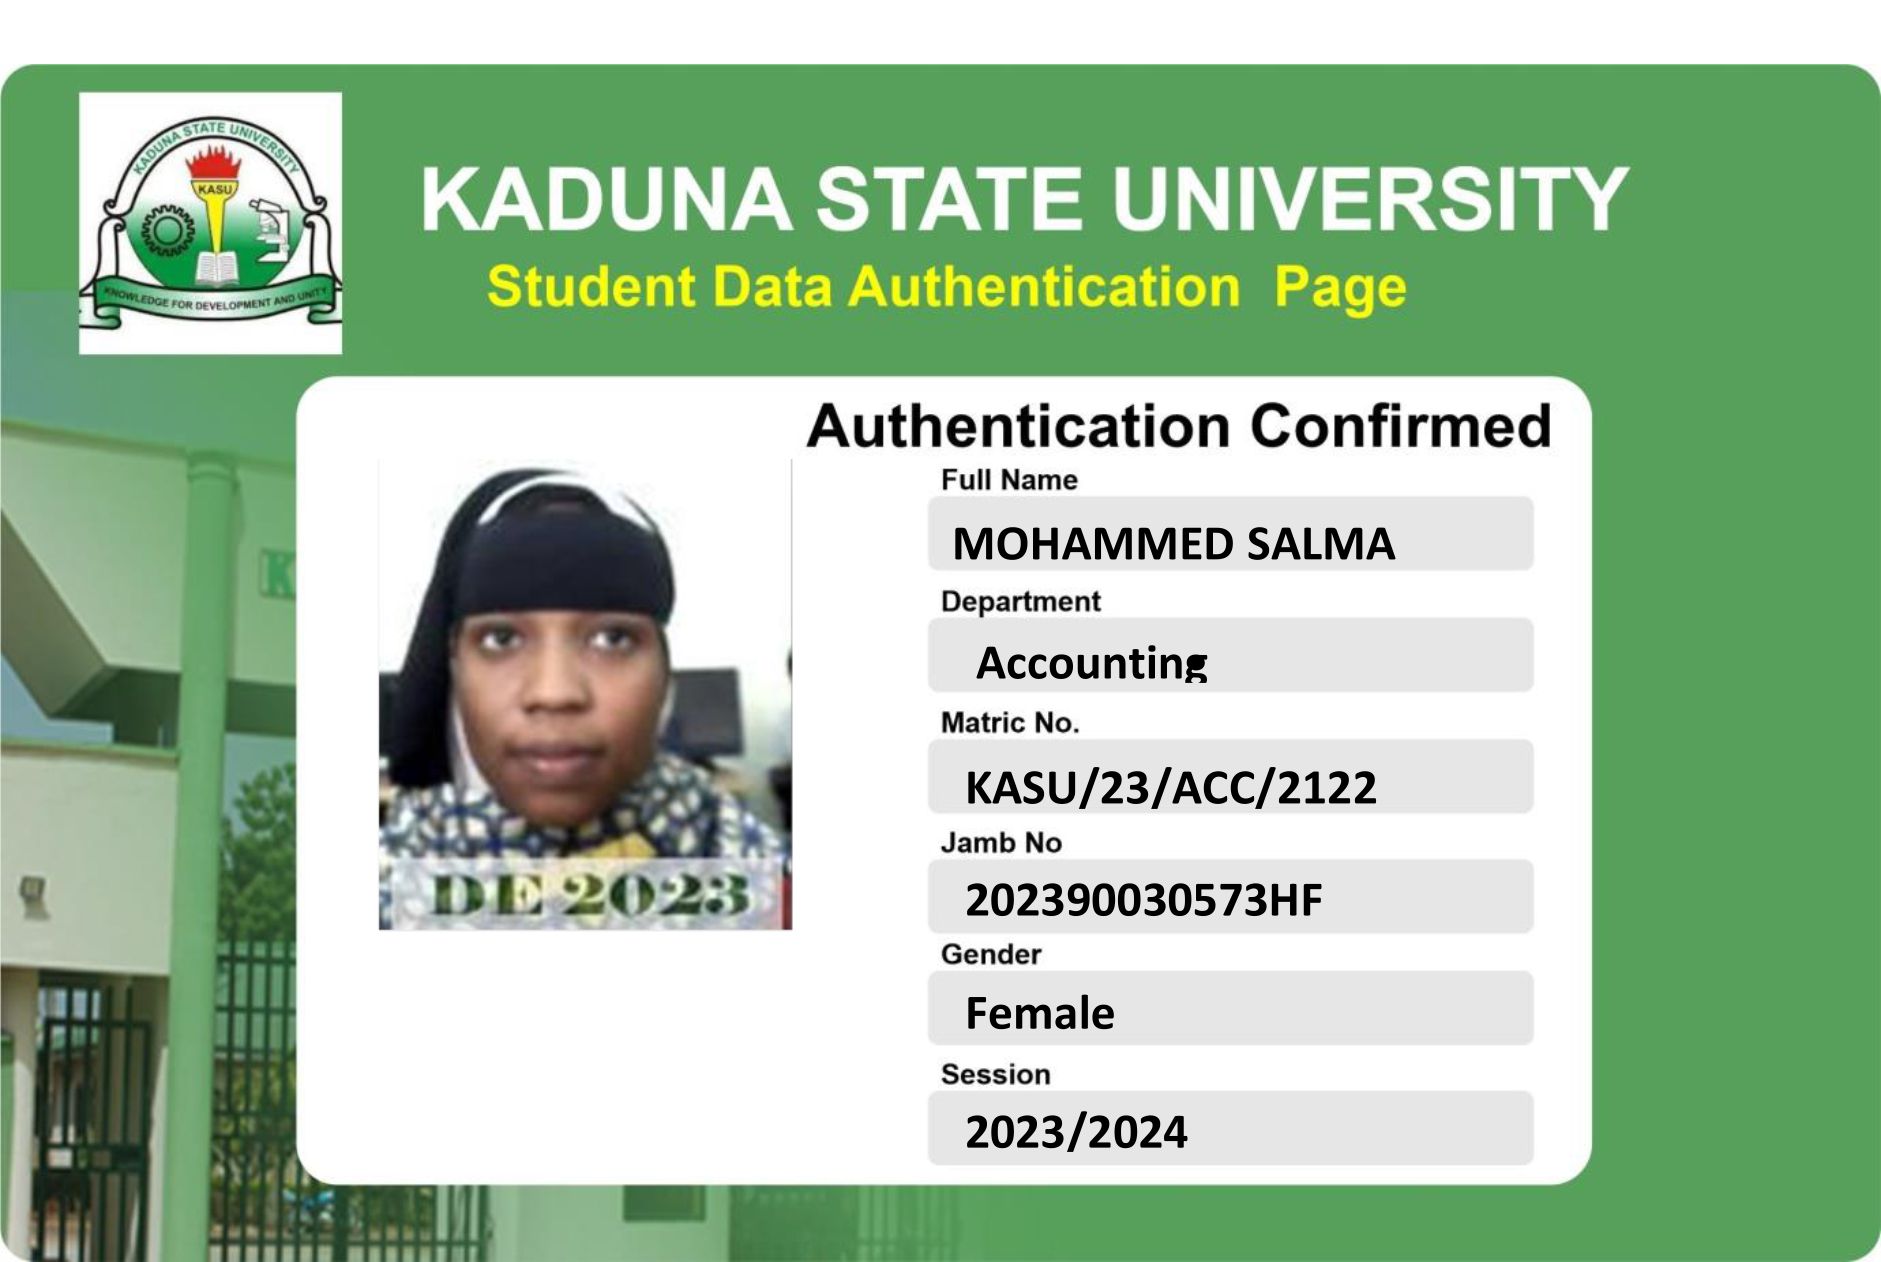 KADUNA STATE UNIVERSITY
KASU
KNOWLEDGE FOR DEVELOPMENT AND UNITY
KADUNA STATE UNIVERSITY
Student Data Authentication Page
Authentication Confirmed
Full Name
MOHAMMED SALMA
Department
Accounting
Matric No.
KASU/23/ACC/2122
Jamb No
202390030573HF
Gender
Female
Session
2023/2024
DE 2023
K